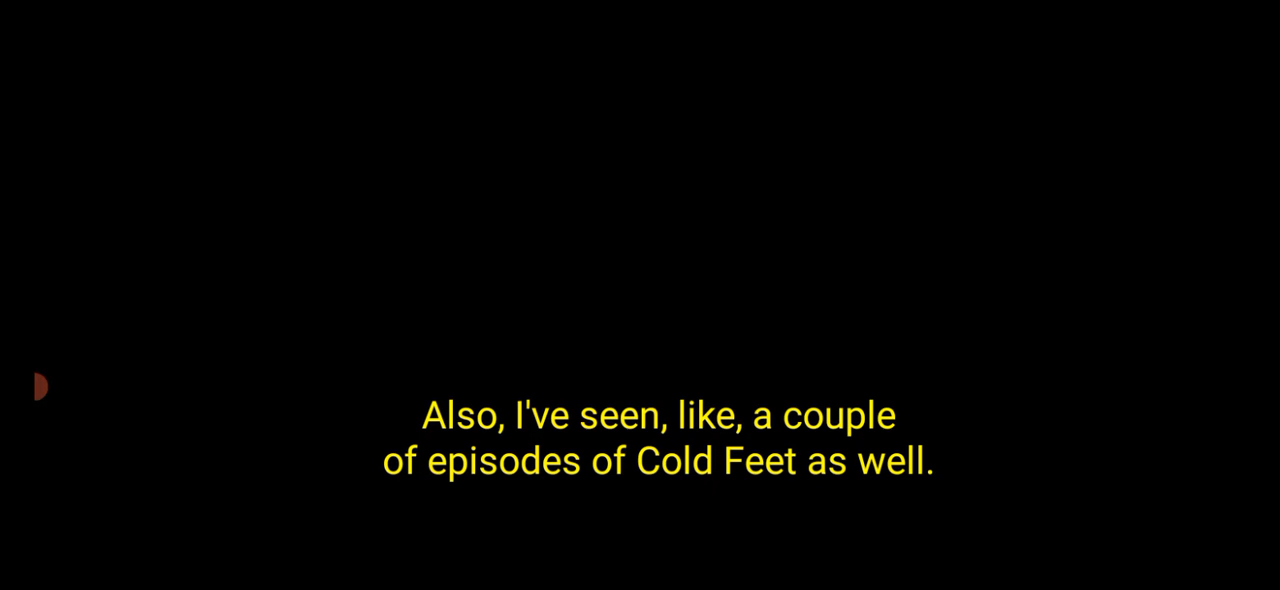 Also, I've seen, like, a couple
of episodes of Cold Feet as well.